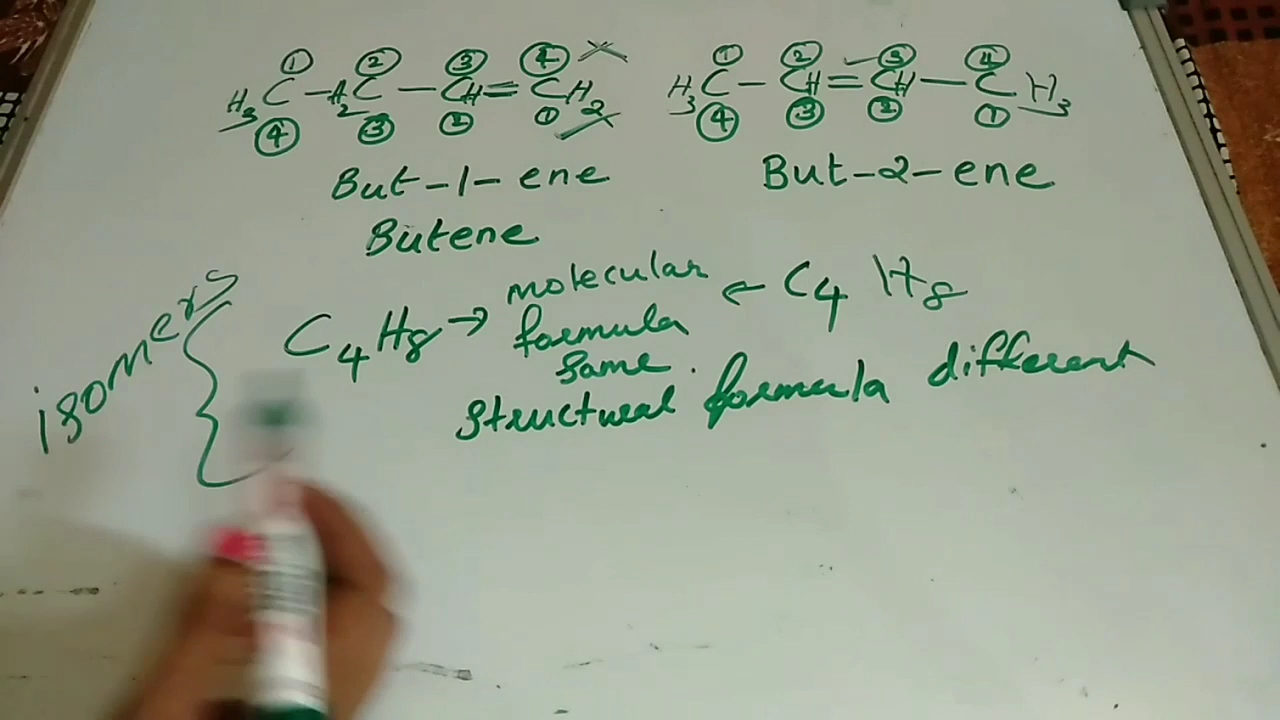 ① ② ③ ④ ① ② ③ ④
H₃C – H₂C – CH = CH₂ H₃C – CH = CH – CH₃
④ ③ ② ① ④ ③ ② ①
But-1-ene But-2-ene
Butene
isomers { C₄H₈ → molecular ← C₄H₈
formula
same.
structural formula different